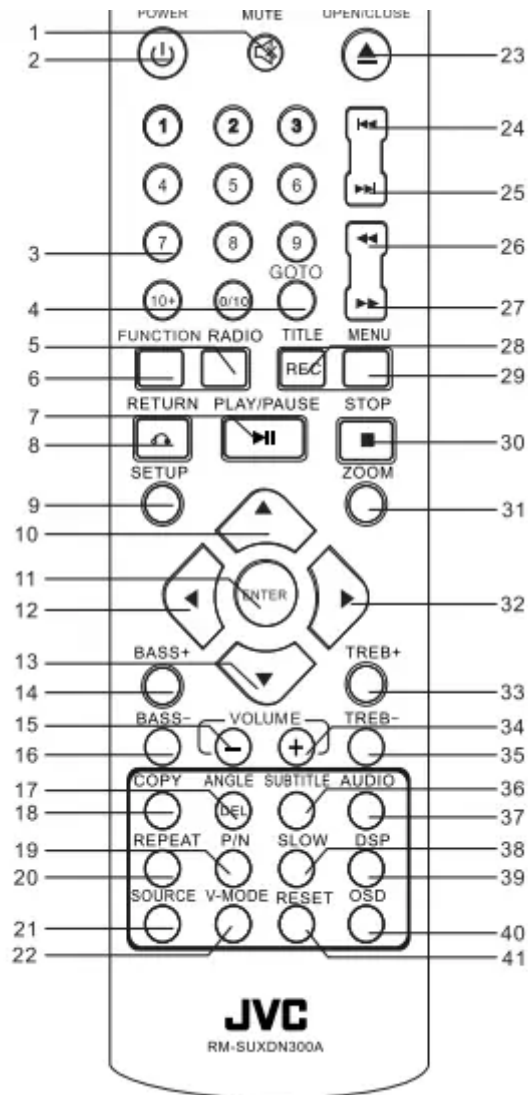 POWER MUTE OPEN/CLOSE
1
2 23
1 2 3 24
4 5 6 25
3 7 8 9 26
GOTO
4 10+ 0/10 27
5 FUNCTION RADIO TITLE MENU 28
6 REC 29
7 RETURN PLAY/PAUSE STOP
8 30
SETUP ZOOM
9 31
10
11 ENTER
12 32
13 BASS+ TREB+
14 33
15 BASS- VOLUME TREB- 34
16 - + 35
17 COPY ANGLE SUBTITLE AUDIO 36
18 DEL 37
19 REPEAT P/N SLOW DSP 38
20 39
SOURCE V-MODE RESET OSD
21 40
22 41
JVC
RM-SUXDN300A